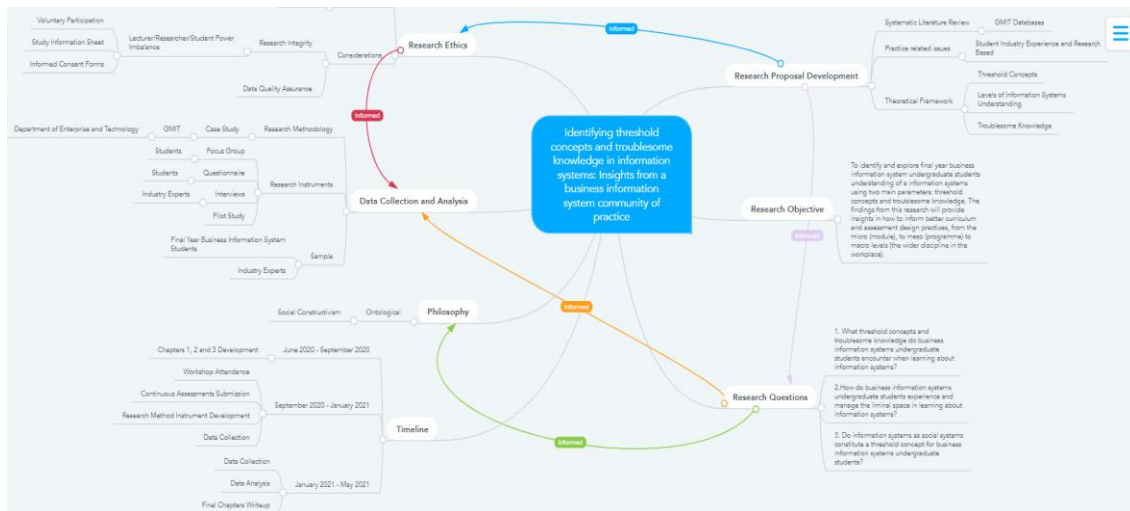 Voluntary Participation
Study Information Sheet
Informed Consent Forms
Lecturer/Researcher/Student Power
Imbalance
Research Integrity
Data Quality Assurance
Considerations
Research Ethics
Informed
Systematic Literature Review
GMIT Databases
Practice related issues
Student Industry Experience and Research
Based
Research Proposal Development
Theoretical Framework
Threshold Concepts
Levels of Information Systems
Understanding
Troublesome Knowledge
Informed
Identifying threshold
concepts and troublesome
knowledge in information
systems: Insights from a
business information
system community of
practice
Department of Enterprise and Technology
GMIT
Case Study
Research Methodology
Students
Focus Group
Students
Questionnaire
Industry Experts
Interviews
Pilot Study
Research Instruments
Data Collection and Analysis
Final Year Business Information System
Students
Industry Experts
Sample
Research Objective
Informed
To identify and explore final year business
information system undergraduate students
understanding of a information systems
using two main parameters: threshold
concepts and troublesome knowledge. The
findings from this research will provide
insights in how to inform better curriculum
and assessment design practices, from the
micro (module), to meso (programme) to
macro levels (the wider discipline in the
workplace).
Social Constructivism
Ontological
Philosophy
Informed
Chapters 1, 2 and 3 Development
June 2020 - September 2020
Workshop Attendance
Continuous Assessments Submission
Research Method Instrument Development
Data Collection
September 2020 - January 2021
Timeline
Data Collection
Data Analysis
Final Chapters Writeup
January 2021 - May 2021
Informed
Research Questions
1. What threshold concepts and
troublesome knowledge do business
information systems undergraduate
students encounter when learning about
information systems?
2.How do business information systems
undergraduate students experience and
manage the liminal space in learning about
information systems?
3. Do information systems as social systems
constitute a threshold concept for business
information systems undergraduate
students?